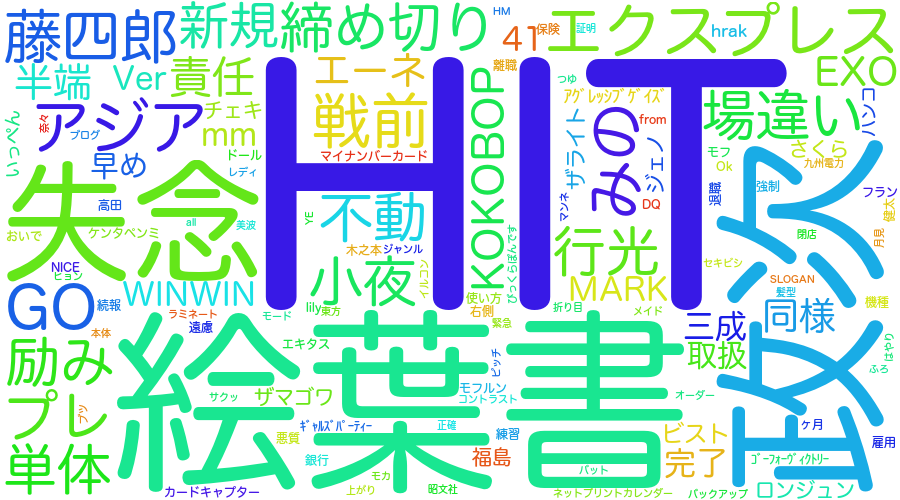 藤四郎
新規
締め切り
HM
41
保険
証明
エクスプレス
hrak
半端
Ver
責任
エーネ
離職
つゆ
EXO
アグレッシブゲイズ
ハンコ
いっぺん
奈々
アジア
ブログ
チェキ
mm
戦前
マイナンバーカード
KOKOBOP
ザライト
みの
from
ジェノ
場違い
さくら
モフ
Ok
九州電力
早め
ドール
レディ
HIT
失念
高田
おいで
ケンタペンミ
all
美波
YE
不動
木之本
ジャンル
マンネ
DQ
退職
強制
フラン
健太
月見
閉店
次
びっくらぽんです
行光
セキピシ
NICE
ヒョン
GO
続報
WINWIN
小夜
イルコン
使い方
右側
MARK
SLOGAN
髪型
同様
機種
ラミネート
遠慮
本体
モード
lily
東方
緊急
折り目
メイド
三成
取扱
はやり
ふろ
政
励み
絵葉書
エキタス
ピッチ
モフルン
コントラスト
オーダー
プレ
ブツ
サクッ
ザマゴワ
ギャルズパーティー
正確
練習
ビスト
ヶ月
雇用
単体
悪質
銀行
福島
完了
ゴーフォーヴィクトリー
カードキャプター
上がり
モカ
昭文社
バット
ネットプリントカレンダー
バックアップ
ロンジュン